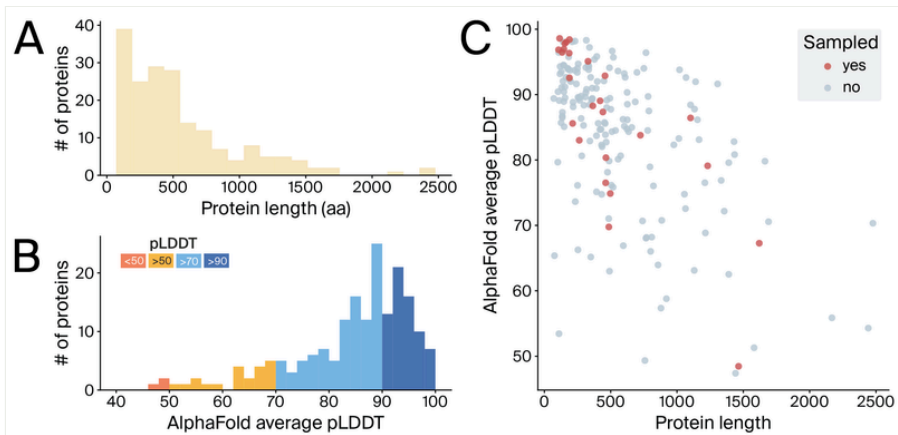 A
# of proteins
40
30
20
10
0
0 500 1000 1500 2000 2500
Protein length (aa)
B
# of proteins
20
10
0
pLDDT
<50 >50 >70 >90
40 50 60 70 80 90 100
AlphaFold average pLDDT
C
AlphaFold average pLDDT
100
90
80
70
60
50
Sampled
yes
no
0 500 1000 1500 2000 2500
Protein length